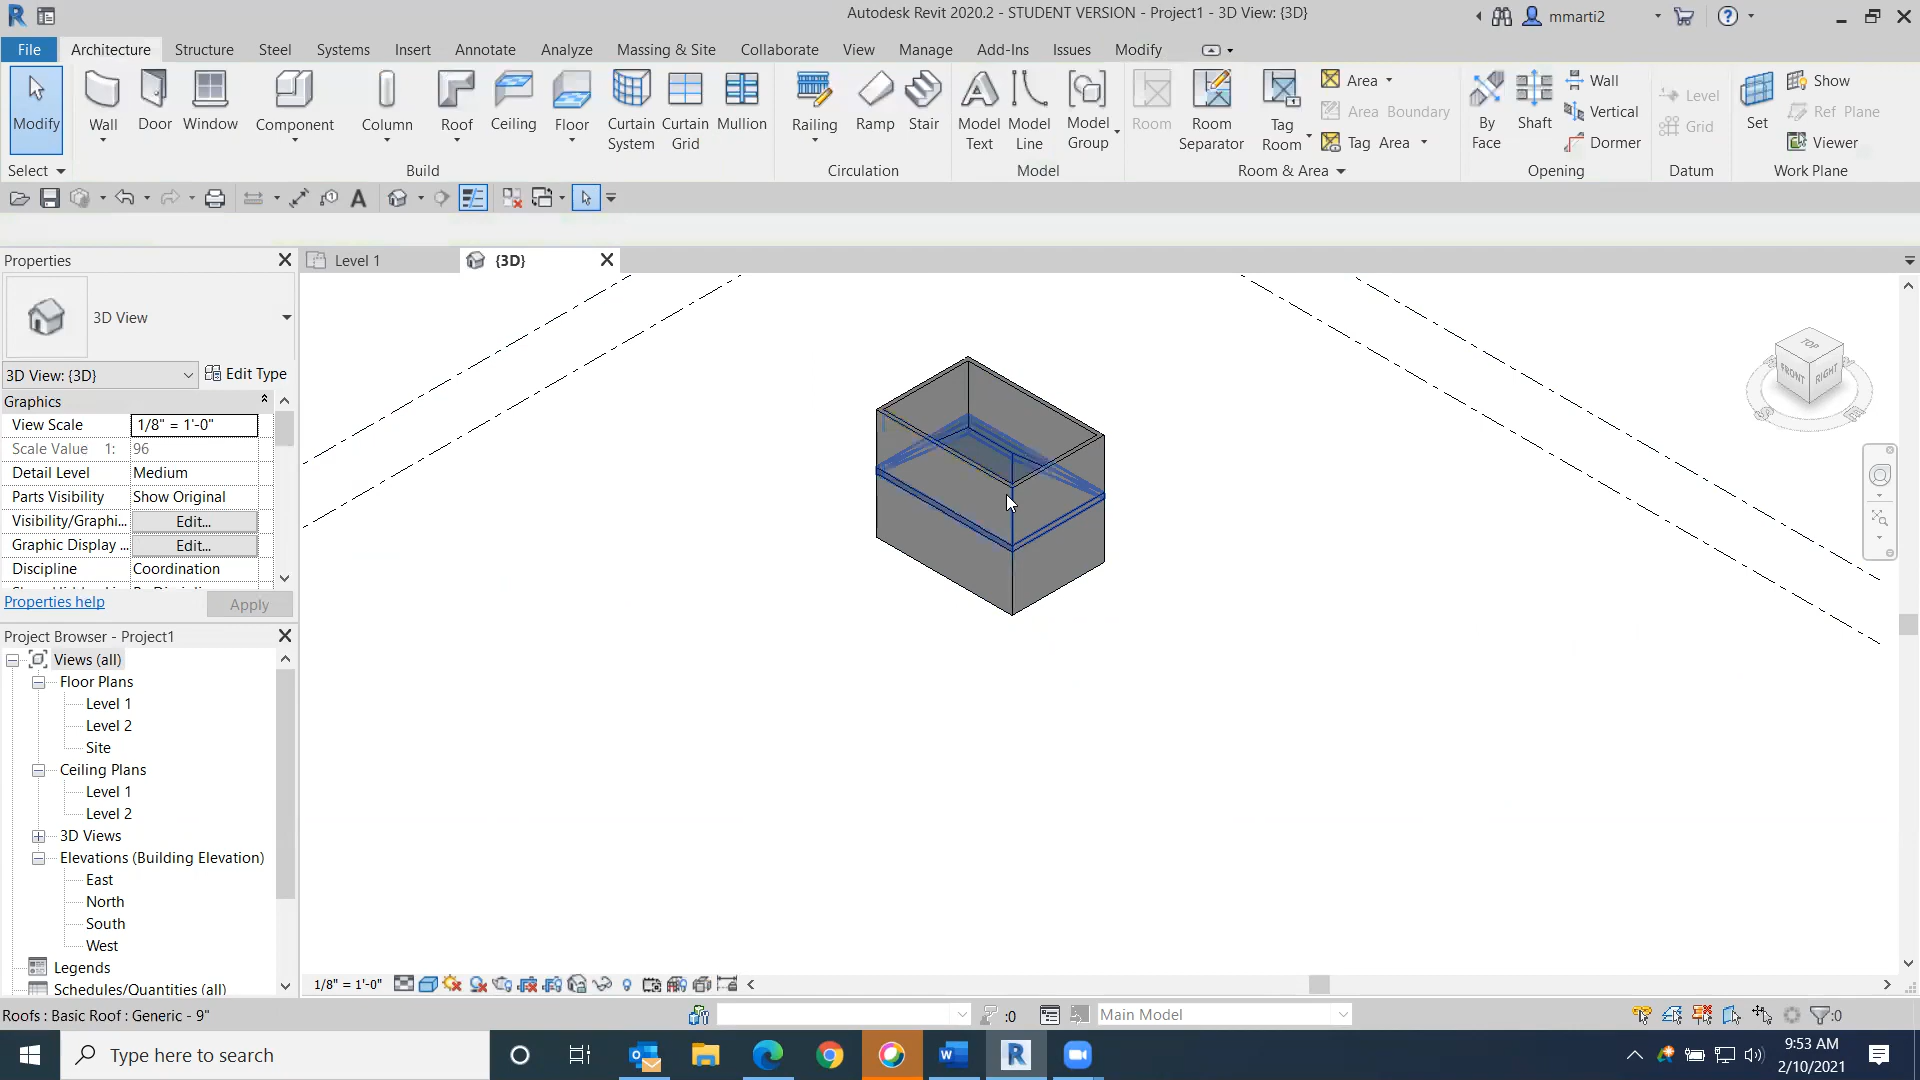 Autodesk Revit 2020.2 - STUDENT VERSION - Project1 - 3D View: {3D}
mmarti2
File
Architecture
Structure
Steel
Systems
Insert
Annotate
Analyze
Massing & Site
Collaborate
View
Manage
Add-Ins
Issues
Modify
Modify
Wall
Door
Window
Component
Column
Roof
Ceiling
Floor
Curtain System
Curtain Grid
Mullion
Railing
Ramp
Stair
Model Text
Model Line
Model Group
Room
Room Separator
Tag Room
Area
Area Boundary
Tag Area
By Face
Shaft
Wall
Vertical
Dormer
Level
Grid
Set
Show
Ref Plane
Viewer
Select
Build
Circulation
Model
Room & Area
Opening
Datum
Work Plane
Properties
Level 1
{3D}
3D View
3D View: {3D}
Edit Type
Graphics
View Scale 1/8" = 1'-0"
Scale Value 1: 96
Detail Level Medium
Parts Visibility Show Original
Visibility/Graphi... Edit...
Graphic Display ... Edit...
Discipline Coordination
Properties help
Apply
TOP
FRONT
RIGHT
Project Browser - Project1
Views (all)
Floor Plans
Level 1
Level 2
Site
Ceiling Plans
Level 1
Level 2
3D Views
Elevations (Building Elevation)
East
North
South
West
Legends
Schedules/Quantities (all)
1/8" = 1'-0"
Roofs : Basic Roof : Generic - 9"
:0
Main Model
:0
Type here to search
9:53 AM
2/10/2021